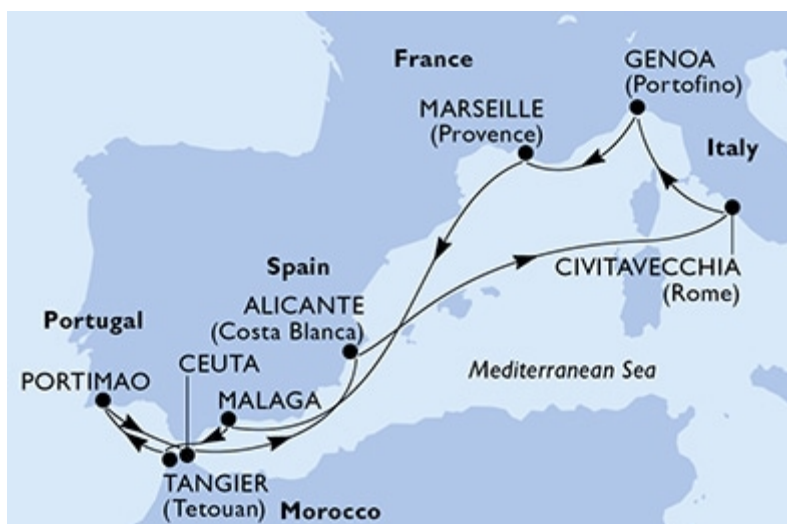 France
GENOA
(Portofino)
MARSEILLE
(Provence)
Italy
Spain
CIVITAVECCHIA
(Rome)
ALICANTE
(Costa Blanca)
Portugal
CEUTA
Mediterranean Sea
PORTIMAO
MALAGA
TANGIER
(Tetouan)
Morocco